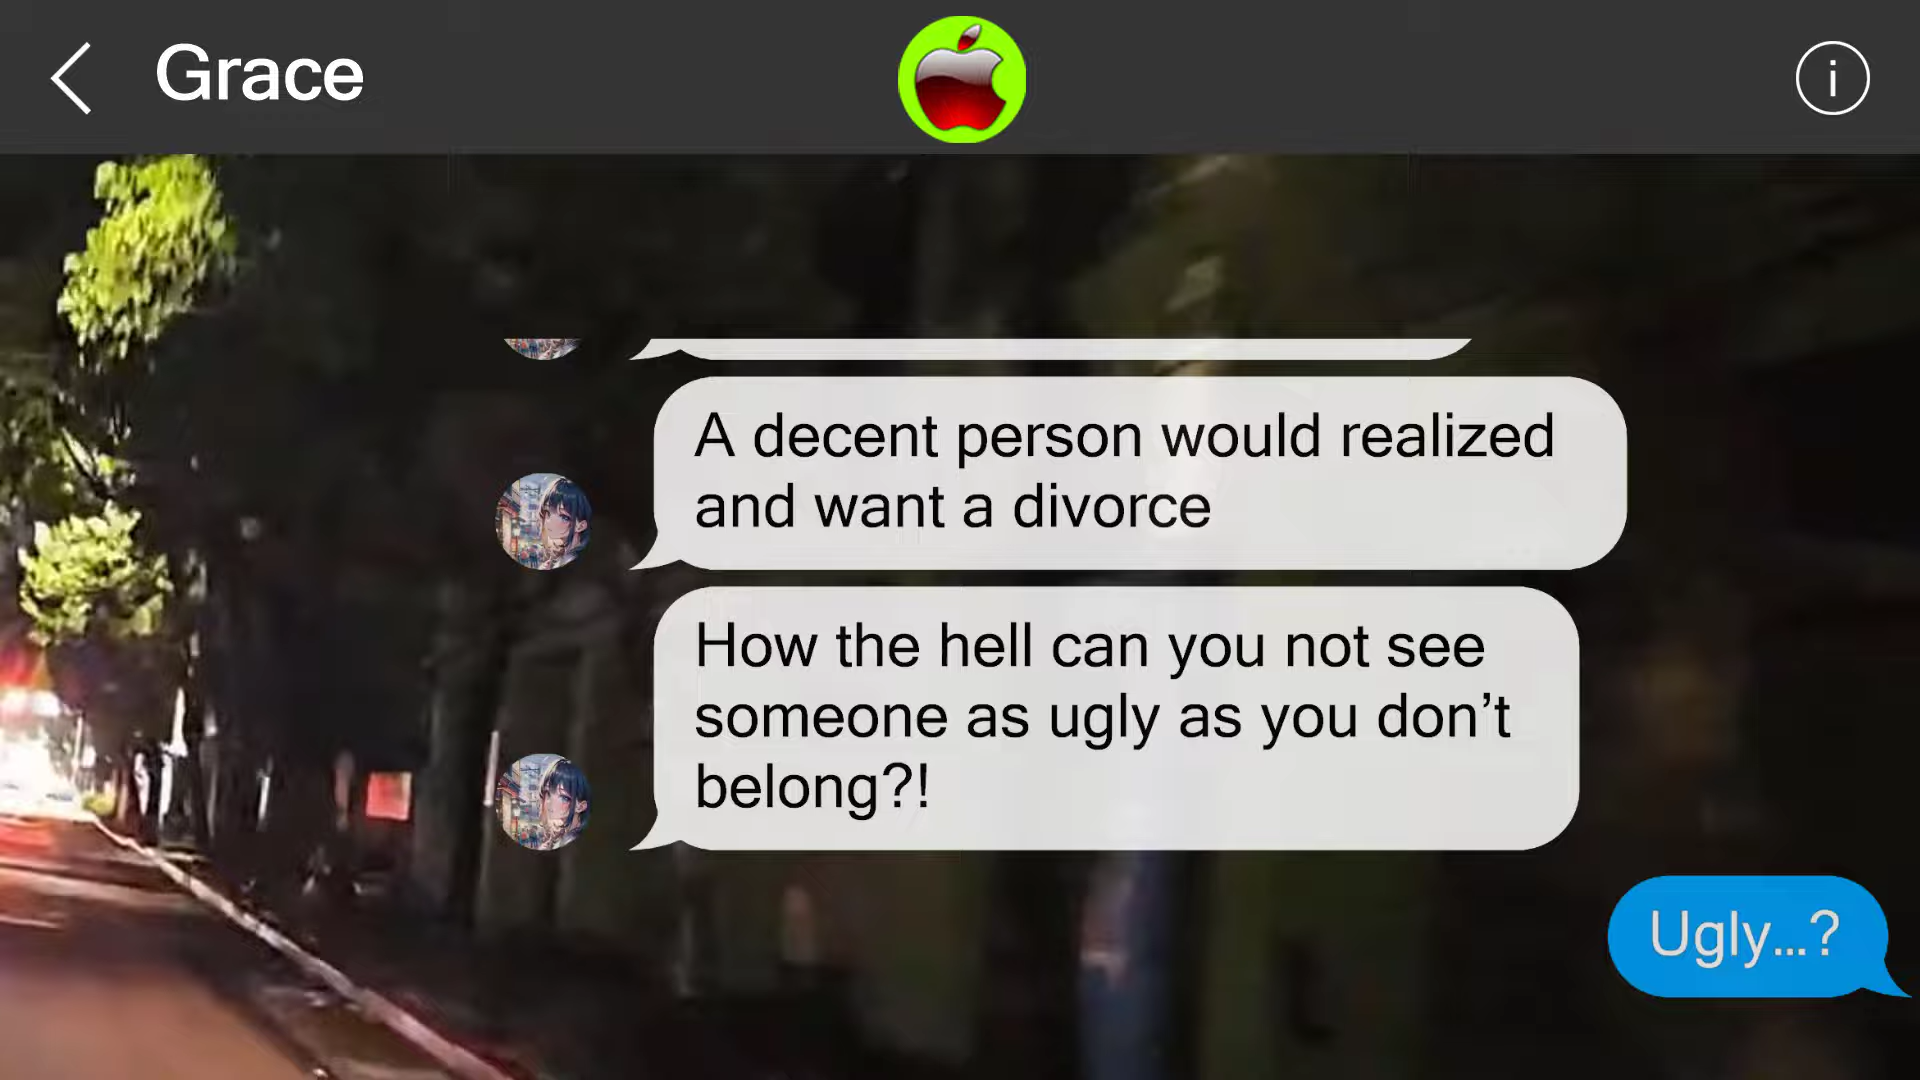 Grace
i
A decent person would realized
and want a divorce
How the hell can you not see
someone as ugly as you don’t
belong?!
Ugly...?